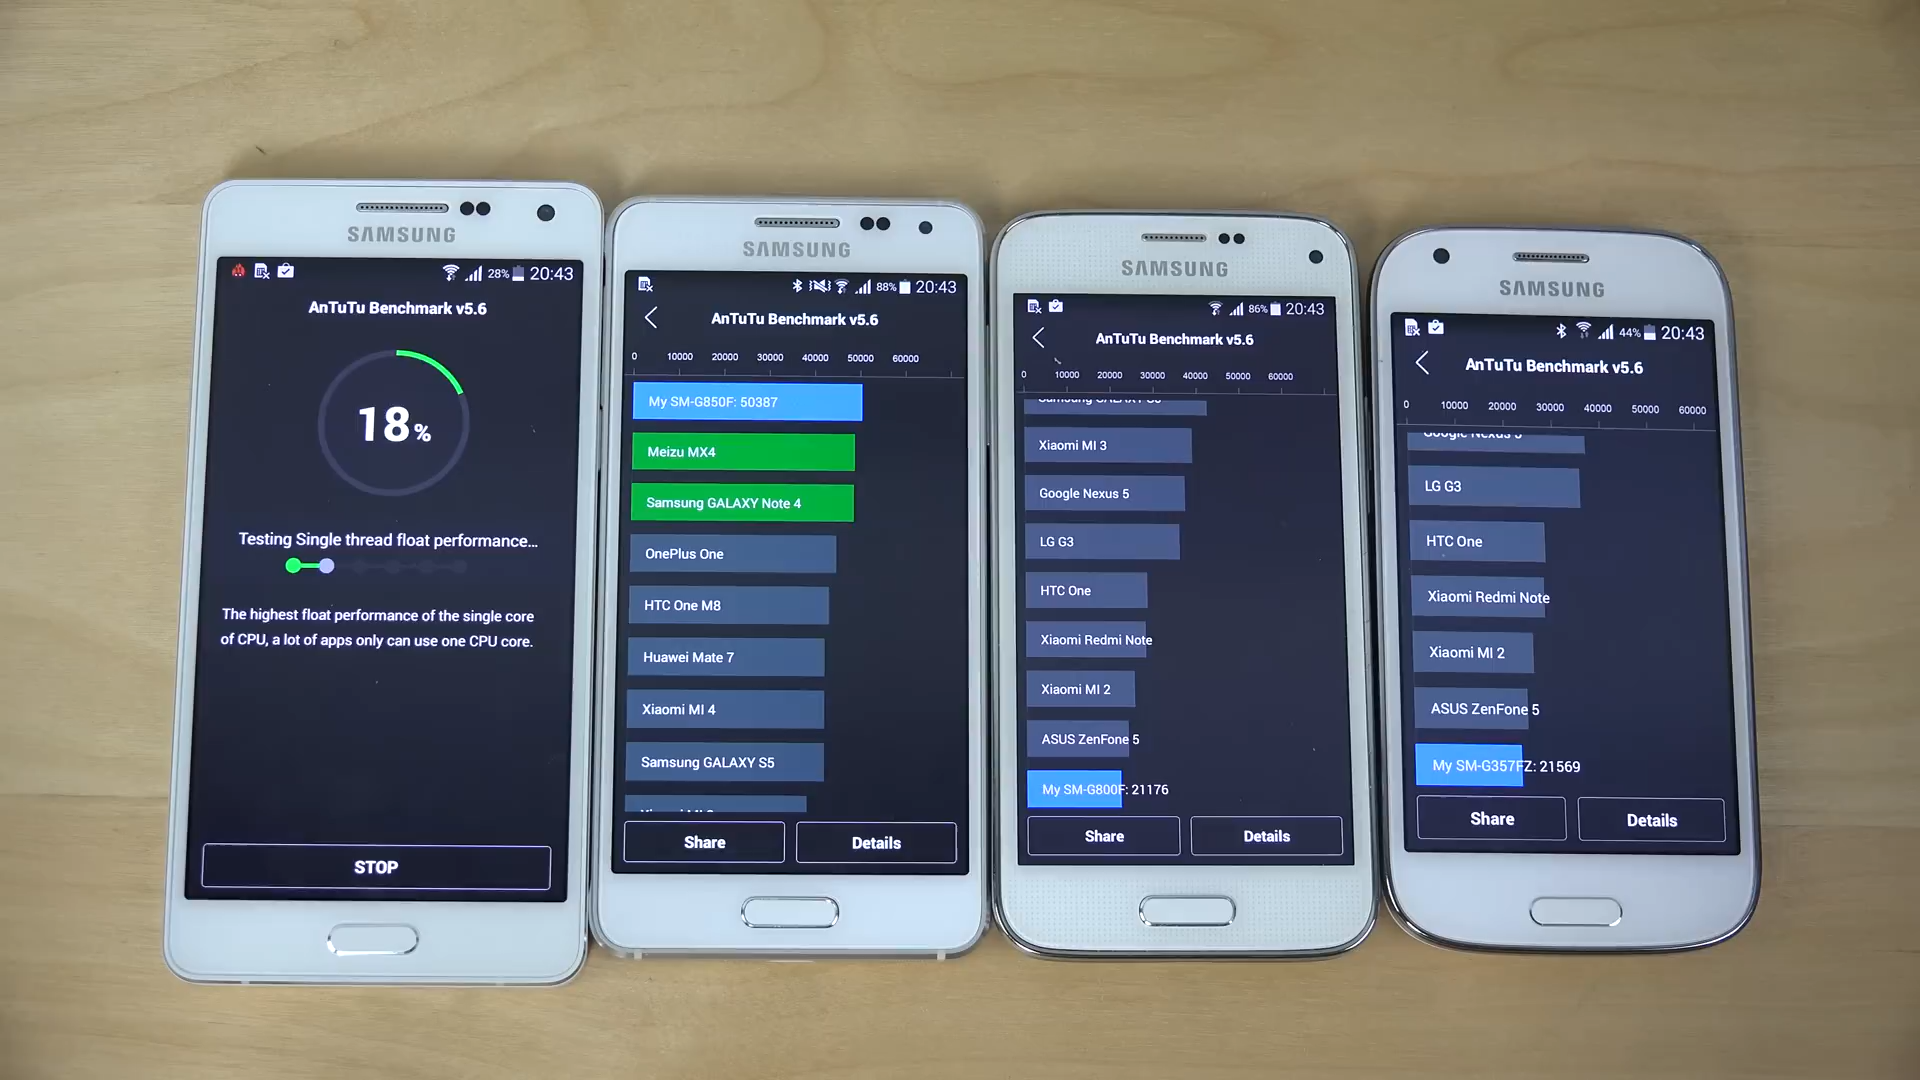 SAMSUNG
28% 20:43
AnTuTu Benchmark v5.6
18%
Testing Single thread float performance...
The highest float performance of the single core
of CPU, a lot of apps only can use one CPU core.
STOP
SAMSUNG
88% 20:43
AnTuTu Benchmark v5.6
0 10000 20000 30000 40000 50000 60000
My SM-G850F: 50387
Meizu MX4
Samsung GALAXY Note 4
OnePlus One
HTC One M8
Huawei Mate 7
Xiaomi MI 4
Samsung GALAXY S5
Share Details
SAMSUNG
86% 20:43
AnTuTu Benchmark v5.6
0 10000 20000 30000 40000 50000 60000
Xiaomi MI 3
Google Nexus 5
LG G3
HTC One
Xiaomi Redmi Note
Xiaomi MI 2
ASUS ZenFone 5
My SM-G800F: 21176
Share Details
SAMSUNG
44% 20:43
AnTuTu Benchmark v5.6
0 10000 20000 30000 40000 50000 60000
Google Nexus 5
LG G3
HTC One
Xiaomi Redmi Note
Xiaomi MI 2
ASUS ZenFone 5
My SM-G357FZ: 21569
Share Details